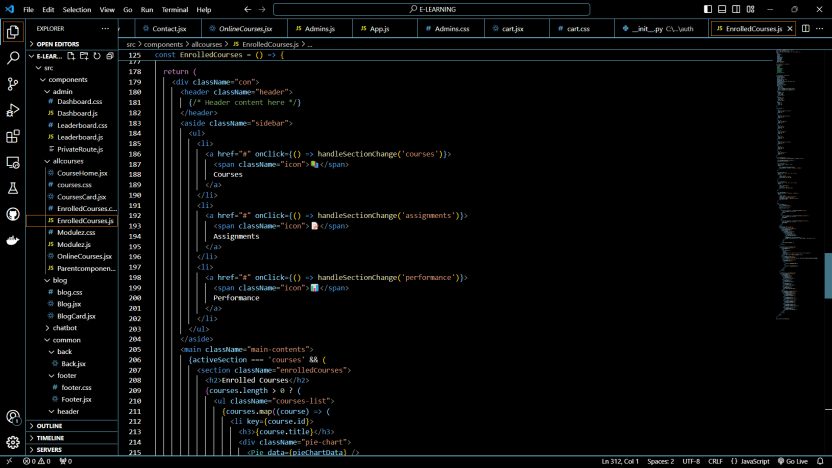 File Edit Selection View Go Run Terminal Help
E-LEARNING
EXPLORER
Contact.jsx OnlineCourses.jsx Admins.js App.js Admins.css cart.jsx cart.css __init__.py C:\...\auth EnrolledCourses.js
OPEN EDITORS
src > components > allcourses > JS EnrolledCourses.js > ...
E-LEAR...
src
components
admin
# Dashboard.css
JS Dashboard.js
# Leaderboard.css
JS Leaderboard.js
PrivateRoute.js
allcourses
CourseHome.jsx
# courses.css
CoursesCard.jsx
# EnrolledCourses.c...
JS EnrolledCourses.js
# Modulez.css
JS Modulez.js
OnlineCourses.jsx
Parentcomponen...
blog
# blog.css
Blog.jsx
BlogCard.jsx
chatbot
common
back
Back.jsx
footer
# footer.css
Footer.jsx
header
OUTLINE
TIMELINE
SERVERS
125 const EnrolledCourses = () => {
177
178 return (
179 <div className="con">
180 <header className="header">
181 {/* Header content here */}
182 </header>
183 <aside className="sidebar">
184 <ul>
185 <li>
186 <a href="#" onClick={() => handleSectionChange('courses')}>
187 <span className="icon">📚</span>
188 Courses
189 </a>
190 </li>
191 <li>
192 <a href="#" onClick={() => handleSectionChange('assignments')}>
193 <span className="icon">📝</span>
194 Assignments
195 </a>
196 </li>
197 <li>
198 <a href="#" onClick={() => handleSectionChange('performance')}>
199 <span className="icon">📊</span>
200 Performance
201 </a>
202 </li>
203 </ul>
204 </aside>
205 <main className="main-contents">
206 {activeSection === 'courses' && (
207 <section className="enrolledCourses">
208 <h2>Enrolled Courses</h2>
209 {courses.length > 0 ? (
210 <ul className="courses-list">
211 {courses.map((course) => (
212 <li key={course.id}>
213 <h3>{course.title}</h3>
214 <div className="pie-chart">
215 <Pie data={pieChartData} />
0 0 0 Ln 312, Col 1 Spaces: 2 UTF-8 CRLF {} JavaScript Go Live